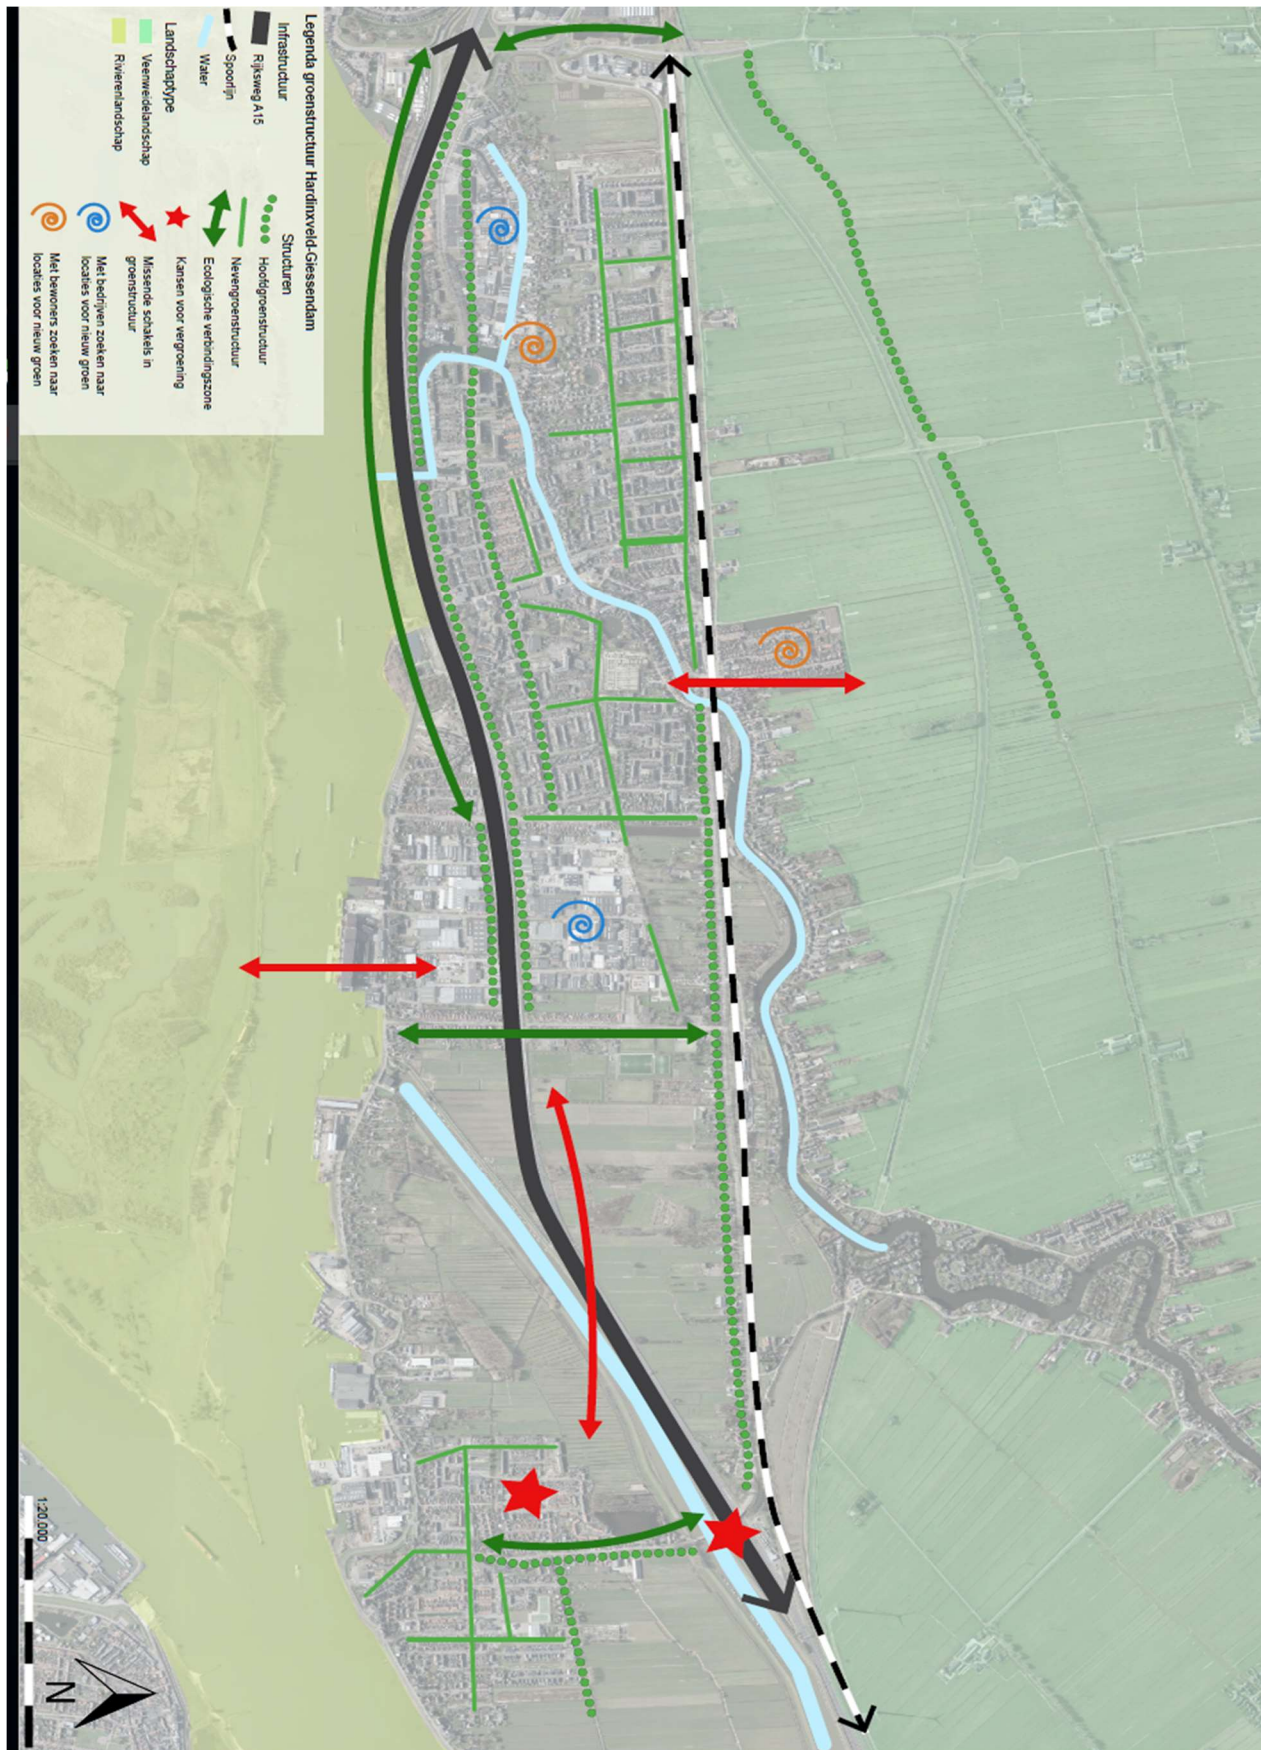 Legenda groenstructuur Hardinxveld-Giessendam
Infrastructuur
Rijksweg A15
Spoorlijn
Water
Landschaptype
Veenweidelandschap
Rivierenlandschap
Structuren
Hoofdgroenstructuur
Nevengroenstructuur
Ecologische verbindingszone
Kansen voor vergroening
Missende schakels in
groenstructuur
Met bedrijven zoeken naar
locaties voor nieuw groen
Met bewoners zoeken naar
locaties voor nieuw groen
1:20.000
N